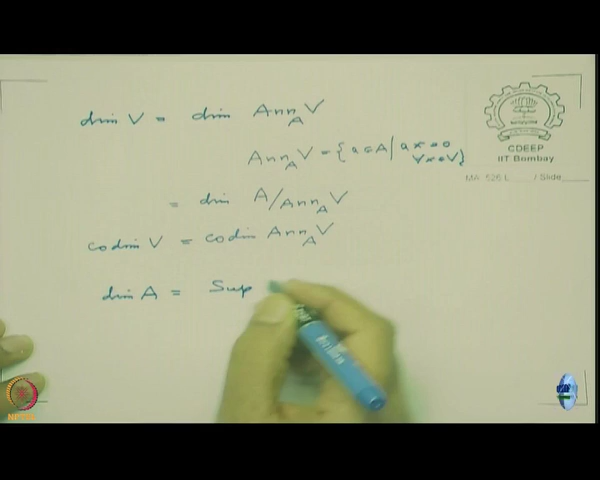 dim V = dim Ann_A V
Ann_A V = {a ∈ A | ax = 0 ∀ x ∈ V}
= dim A/Ann_A V
codim V = codim Ann_A V
dim A = Sup
CDEEP
IIT Bombay
MA 526 L / Slide
NPTEL